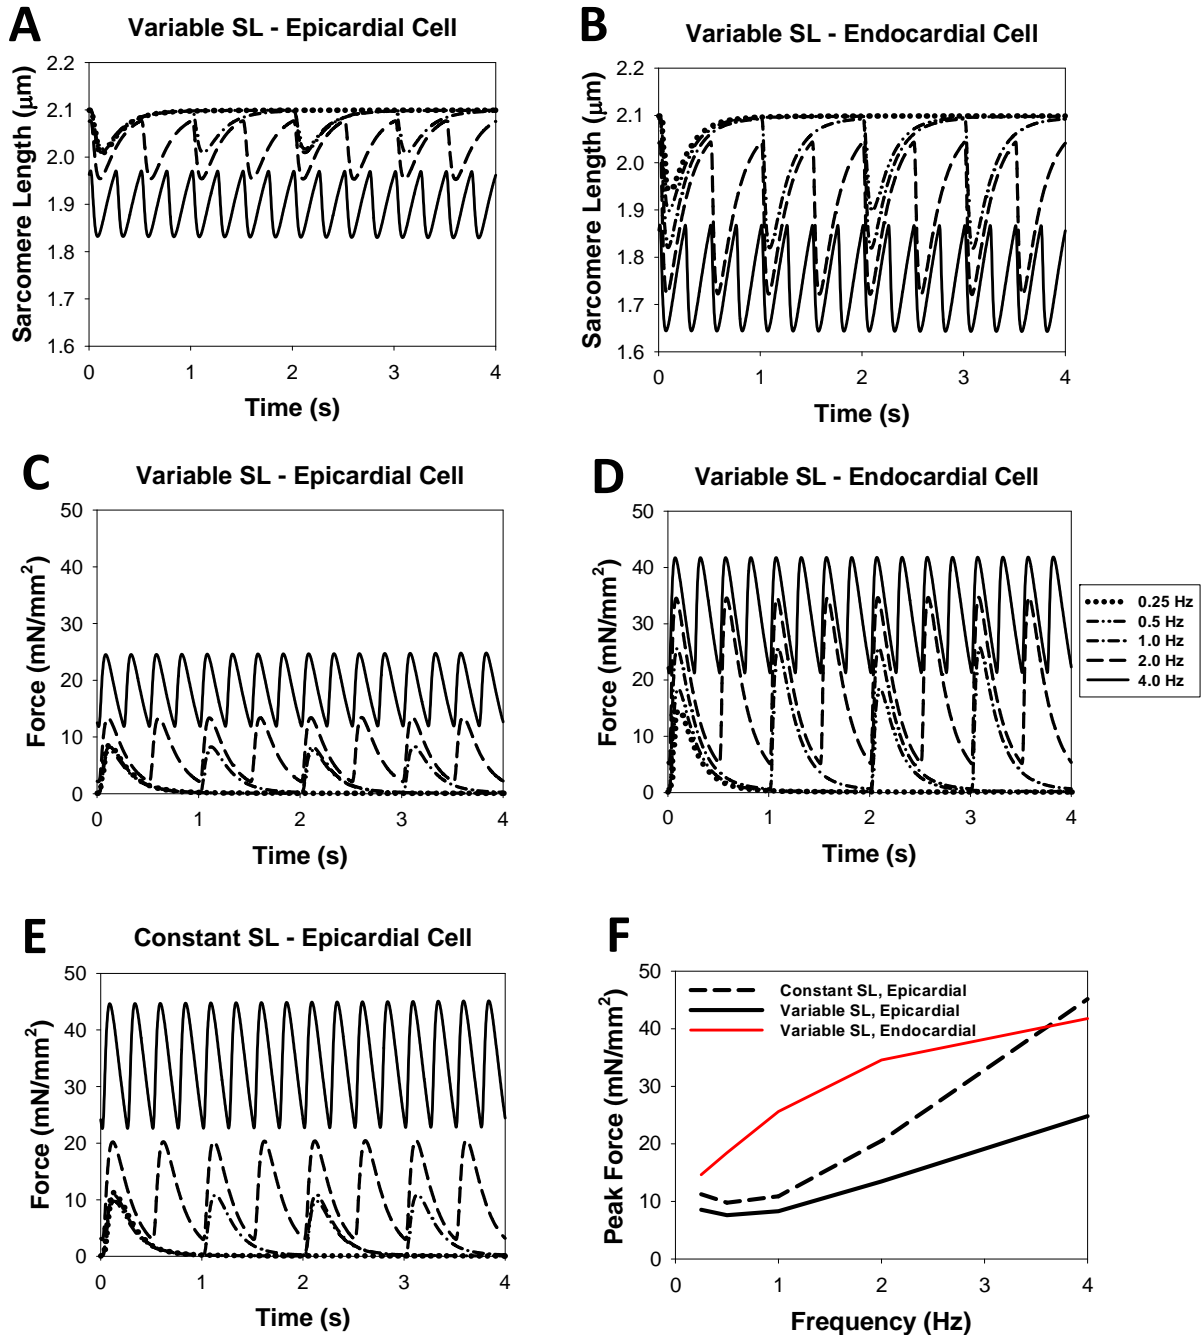 A
Variable SL - Epicardial Cell
Sarcomere Length (μm)
2.2
2.1
2.0
1.9
1.8
1.7
1.6
0 1 2 3 4
Time (s)
B
Variable SL - Endocardial Cell
Sarcomere Length (μm)
2.2
2.1
2.0
1.9
1.8
1.7
1.6
0 1 2 3 4
Time (s)
C
Variable SL - Epicardial Cell
Force (mN/mm²)
50
40
30
20
10
0
0 1 2 3 4
Time (s)
D
Variable SL - Endocardial Cell
Force (mN/mm²)
50
40
30
20
10
0
0 1 2 3 4
Time (s)
0.25 Hz
0.5 Hz
1.0 Hz
2.0 Hz
4.0 Hz
E
Constant SL - Epicardial Cell
Force (mN/mm²)
50
40
30
20
10
0
0 1 2 3 4
Time (s)
F
Peak Force (mN/mm²)
50
40
30
20
10
0
Constant SL, Epicardial
Variable SL, Epicardial
Variable SL, Endocardial
0 1 2 3 4
Frequency (Hz)